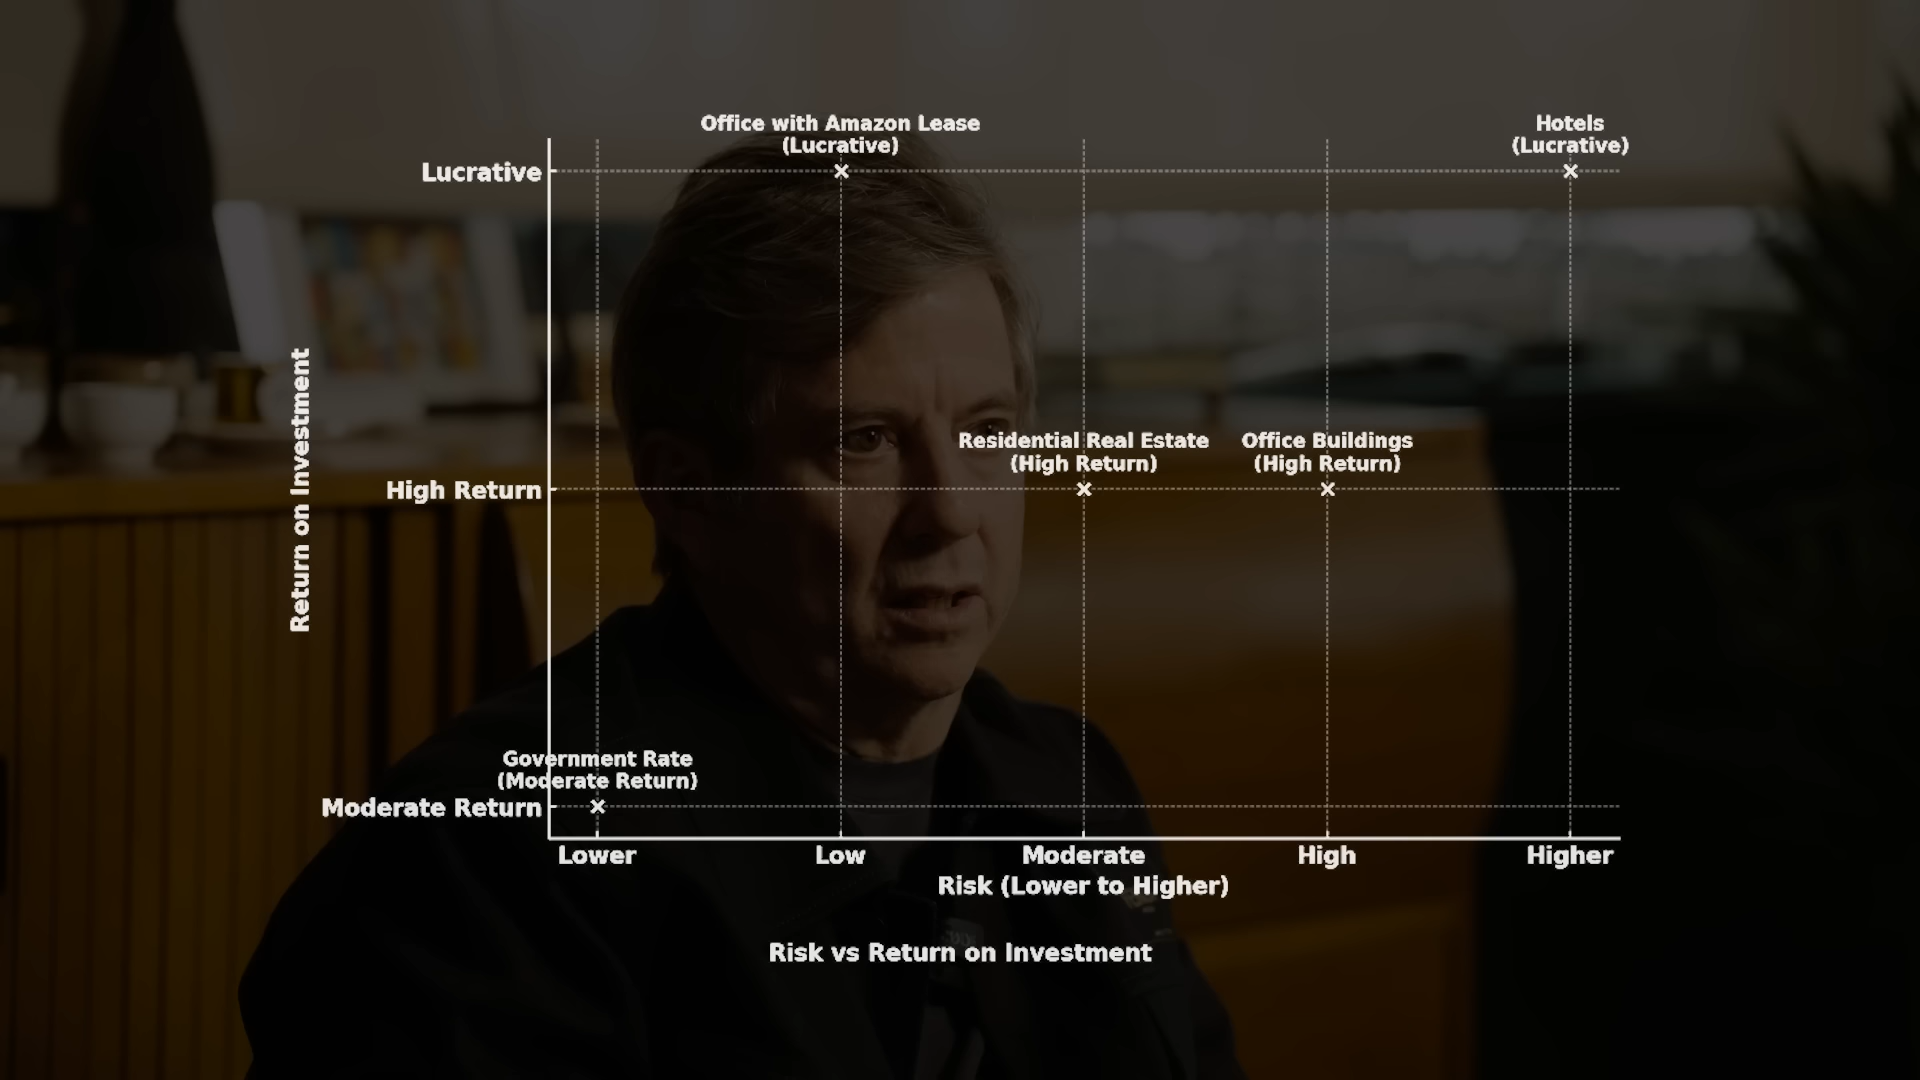 Office with Amazon Lease
(Lucrative)
Hotels
(Lucrative)
Lucrative
Return on Investment
Residential Real Estate
(High Return)
Office Buildings
(High Return)
High Return
Government Rate
(Moderate Return)
Moderate Return
Lower
Low
Moderate
High
Higher
Risk (Lower to Higher)
Risk vs Return on Investment